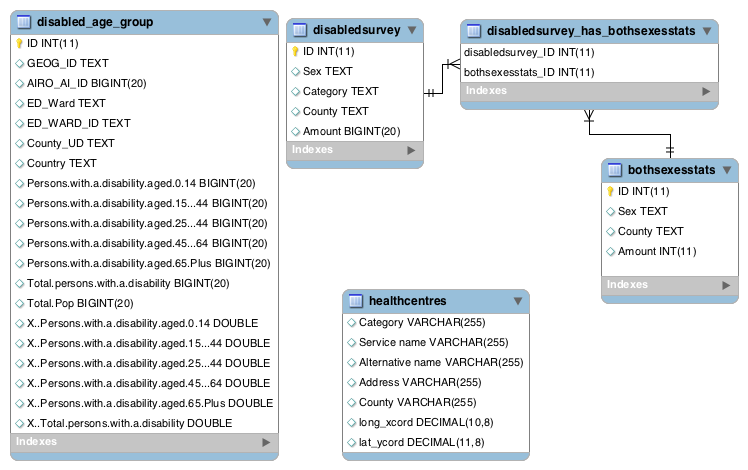 disabled_age_group
ID INT(11)
GEOG_ID TEXT
AIRO_AI_ID BIGINT(20)
ED_Ward TEXT
ED_WARD_ID TEXT
County_UD TEXT
Country TEXT
Persons.with.a.disability.aged.0.14 BIGINT(20)
Persons.with.a.disability.aged.15...44 BIGINT(20)
Persons.with.a.disability.aged.25...44 BIGINT(20)
Persons.with.a.disability.aged.45...64 BIGINT(20)
Persons.with.a.disability.aged.65.Plus BIGINT(20)
Total.persons.with.a.disability BIGINT(20)
Total.Pop BIGINT(20)
X..Persons.with.a.disability.aged.0.14 DOUBLE
X..Persons.with.a.disability.aged.15...44 DOUBLE
X..Persons.with.a.disability.aged.25...44 DOUBLE
X..Persons.with.a.disability.aged.45...64 DOUBLE
X..Persons.with.a.disability.aged.65.Plus DOUBLE
X..Total.persons.with.a.disability DOUBLE
Indexes
disabledsurvey
ID INT(11)
Sex TEXT
Category TEXT
County TEXT
Amount BIGINT(20)
Indexes
disabledsurvey_has_bothsexesstats
disabledsurvey_ID INT(11)
bothsexesstats_ID INT(11)
Indexes
bothsexesstats
ID INT(11)
Sex TEXT
County TEXT
Amount INT(11)
Indexes
healthcentres
Category VARCHAR(255)
Service name VARCHAR(255)
Alternative name VARCHAR(255)
Address VARCHAR(255)
County VARCHAR(255)
long_xcord DECIMAL(10,8)
lat_ycord DECIMAL(11,8)